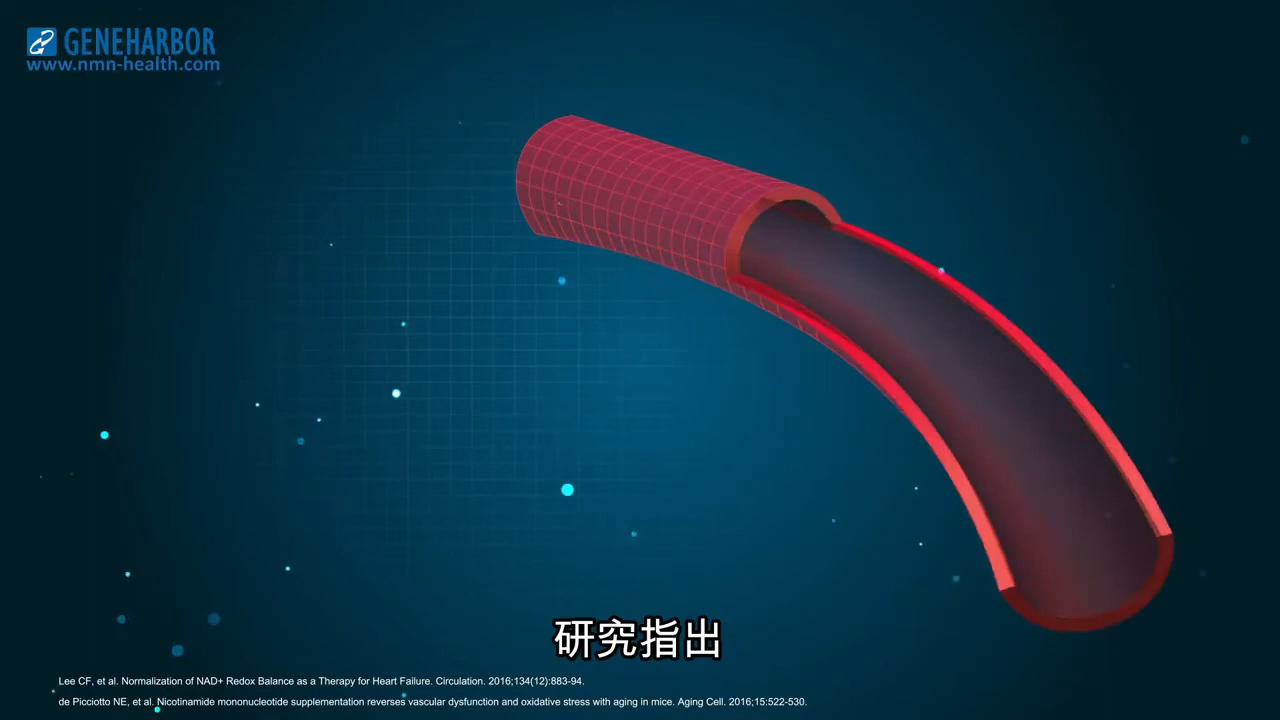 GENEHARBOR
www.nmn-health.com
研究指出
Lee CF, et al. Normalization of NAD+ Redox Balance as a Therapy for Heart Failure. Circulation. 2016;134(12):883-94.
de Picciotto NE, et al. Nicotinamide mononucleotide supplementation reverses vascular dysfunction and oxidative stress with aging in mice. Aging Cell. 2016;15:522-530.